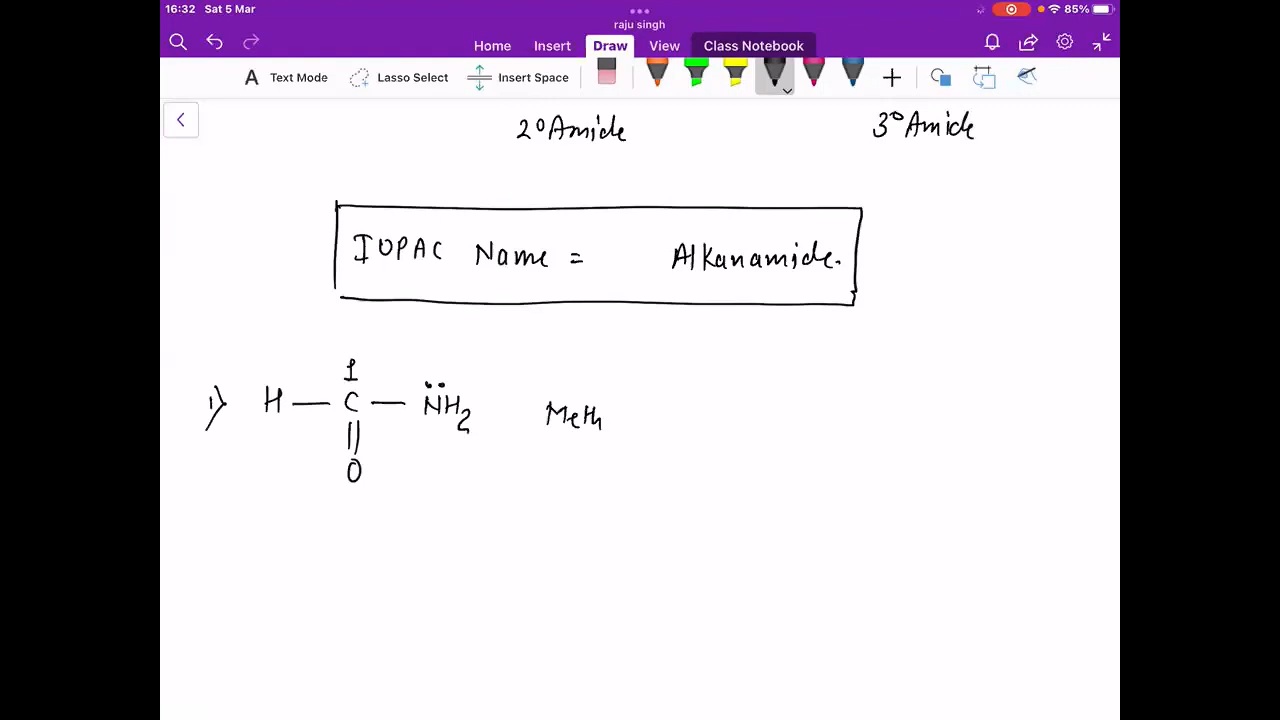 16:32 Sat 5 Mar
85%
raju singh
Home Insert Draw View Class Notebook
A Text Mode Lasso Select Insert Space
2° Amide 3° Amide
IUPAC Name = Alkanamide.
1
1) H — C — NH2 Meth
O